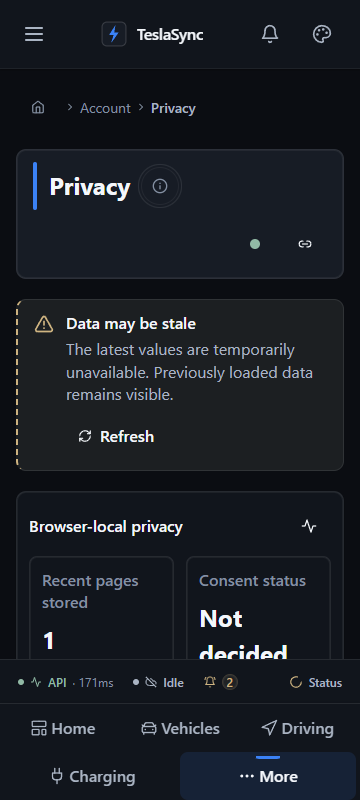 TeslaSync
Account
Privacy
Privacy
Data may be stale
The latest values are temporarily
unavailable. Previously loaded data
remains visible.
Refresh
Browser-local privacy
Recent pages
stored
1
Consent status
Not
decided
API · 171ms
Idle
2
Status
Home
Vehicles
Driving
Charging
More